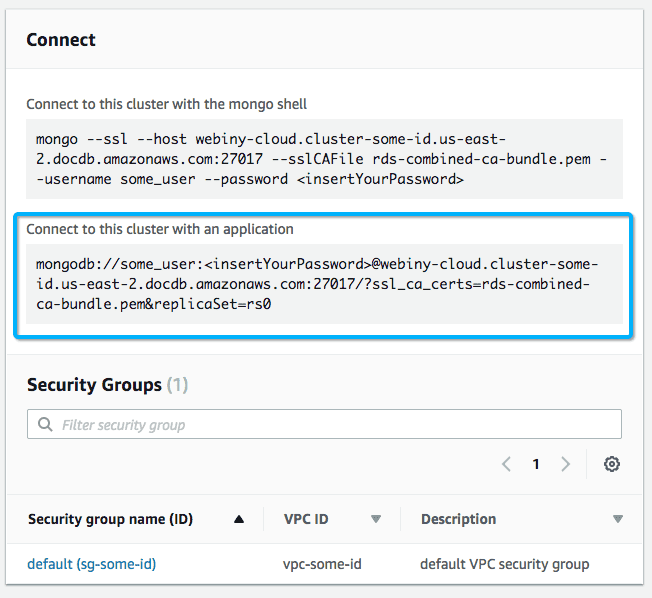 Connect
Connect to this cluster with the mongo shell
mongo --ssl --host webiny-cloud.cluster-some-id.us-east-
2.docdb.amazonaws.com:27017 --sslCAFile rds-combined-ca-bundle.pem -
-username some_user --password <insertYourPassword>
Connect to this cluster with an application
mongodb://some_user:<insertYourPassword>@webiny-cloud.cluster-some-
id.us-east-2.docdb.amazonaws.com:27017/?ssl_ca_certs=rds-combined-
ca-bundle.pem&replicaSet=rs0
Security Groups (1)
Filter security group
1
Security group name (ID) VPC ID Description
default (sg-some-id) vpc-some-id default VPC security group